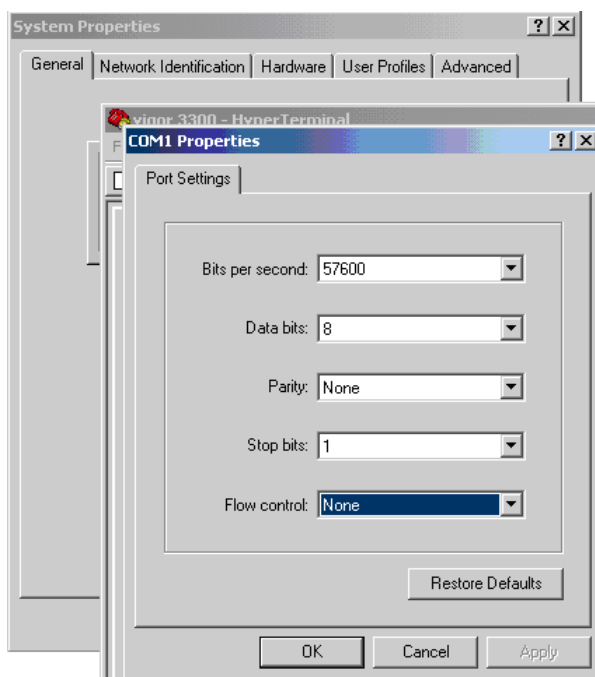 System Properties
General Network Identification Hardware User Profiles Advanced
vigor 3300 - HyperTerminal
F
COM1 Properties
Port Settings
Bits per second: 57600
Data bits: 8
Parity: None
Stop bits: 1
Flow control: None
Restore Defaults
OK Cancel Apply